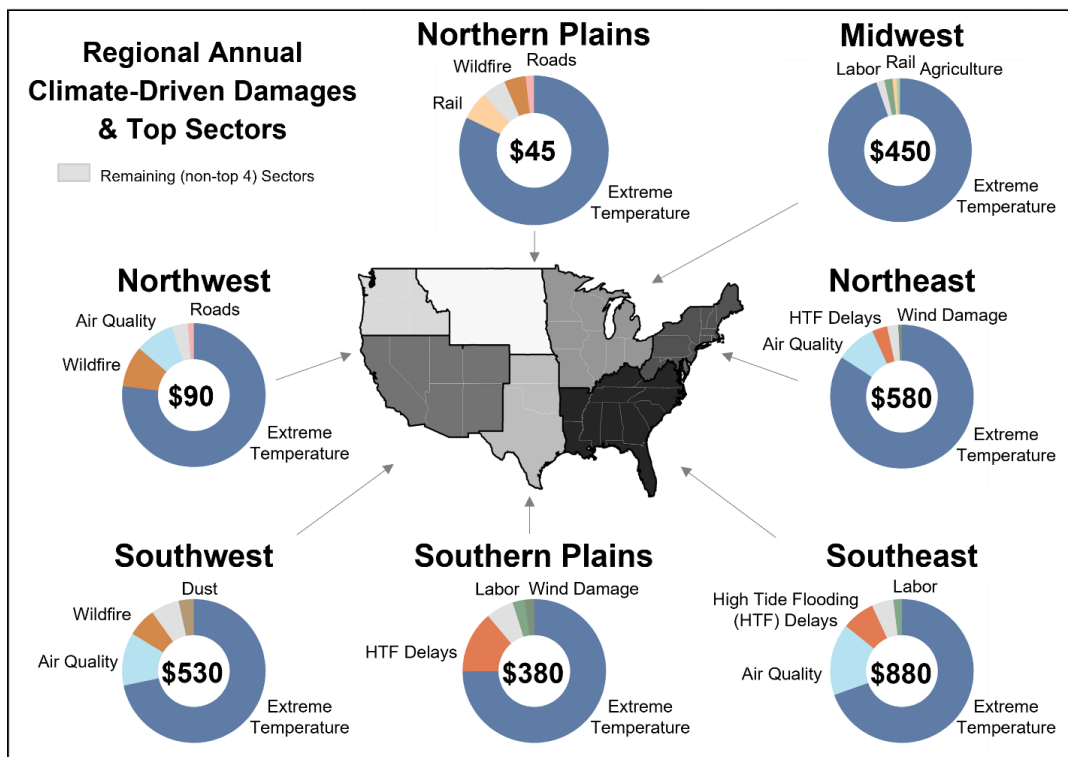 Regional Annual
Climate-Driven Damages
& Top Sectors
Remaining (non-top 4) Sectors
Northern Plains
Roads
Wildfire
Rail
$45
Extreme
Temperature
Midwest
Rail
Labor
Agriculture
$450
Extreme
Temperature
Northwest
Roads
Air Quality
Wildfire
$90
Extreme
Temperature
Northeast
HTF Delays
Wind Damage
Air Quality
$580
Extreme
Temperature
Southwest
Dust
Wildfire
Air Quality
$530
Extreme
Temperature
Southern Plains
Labor
Wind Damage
HTF Delays
$380
Extreme
Temperature
Southeast
Labor
High Tide Flooding
(HTF) Delays
Air Quality
$880
Extreme
Temperature